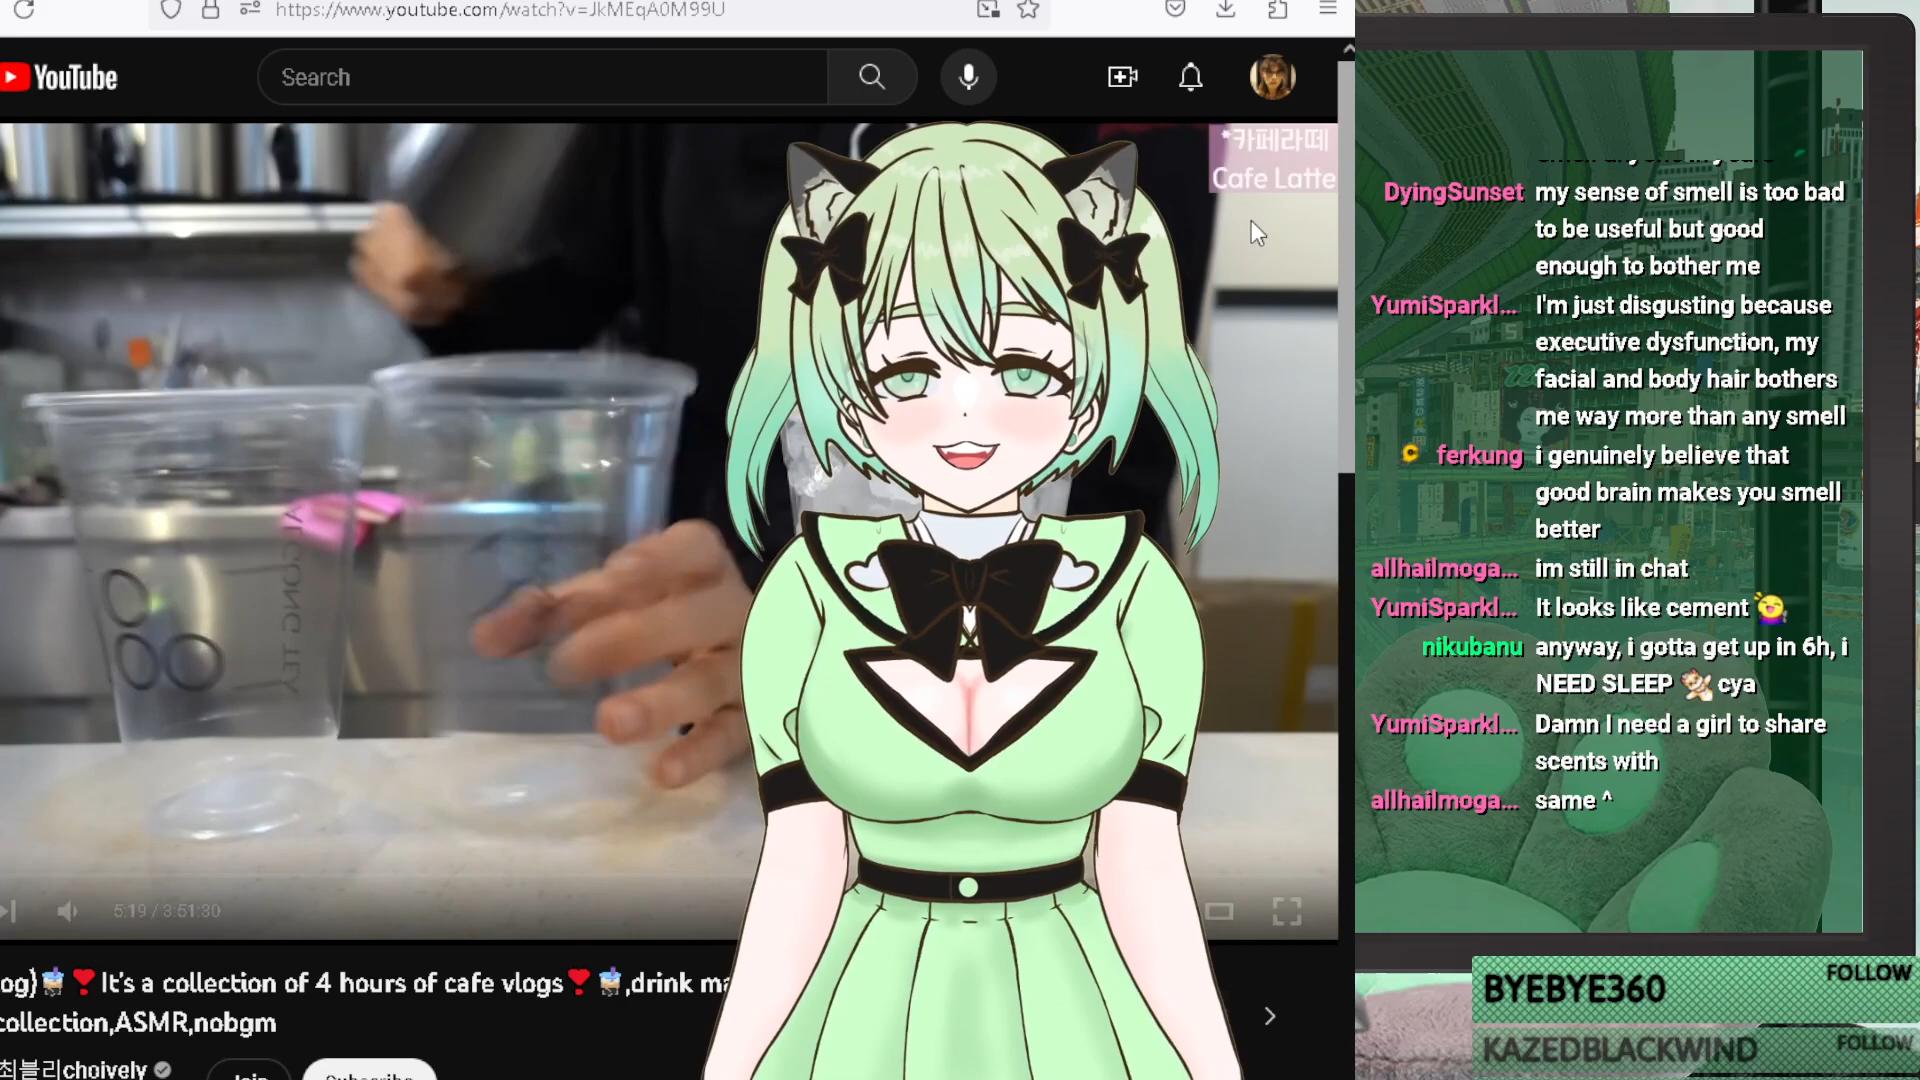 https://www.youtube.com/watch?v=JkMEqA0M99U
YouTube
Search
*카페라떼
Cafe Latte
5:19 / 3:51:30
og}🧋❣️It's a collection of 4 hours of cafe vlogs❣️🧋,drink ma
collection,ASMR,nobgm
최블리choively
Join
Subscribe
DyingSunset my sense of smell is too bad
to be useful but good
enough to bother me
YumiSparkl... I'm just disgusting because
executive dysfunction, my
facial and body hair bothers
me way more than any smell
ferkung i genuinely believe that
good brain makes you smell
better
allhailmoga... im still in chat
YumiSparkl... It looks like cement
nikubanu anyway, i gotta get up in 6h, i
NEED SLEEP cya
YumiSparkl... Damn I need a girl to share
scents with
allhailmoga... same ^
BYEBYE360 FOLLOW
KAZEDBLACKWIND FOLLOW